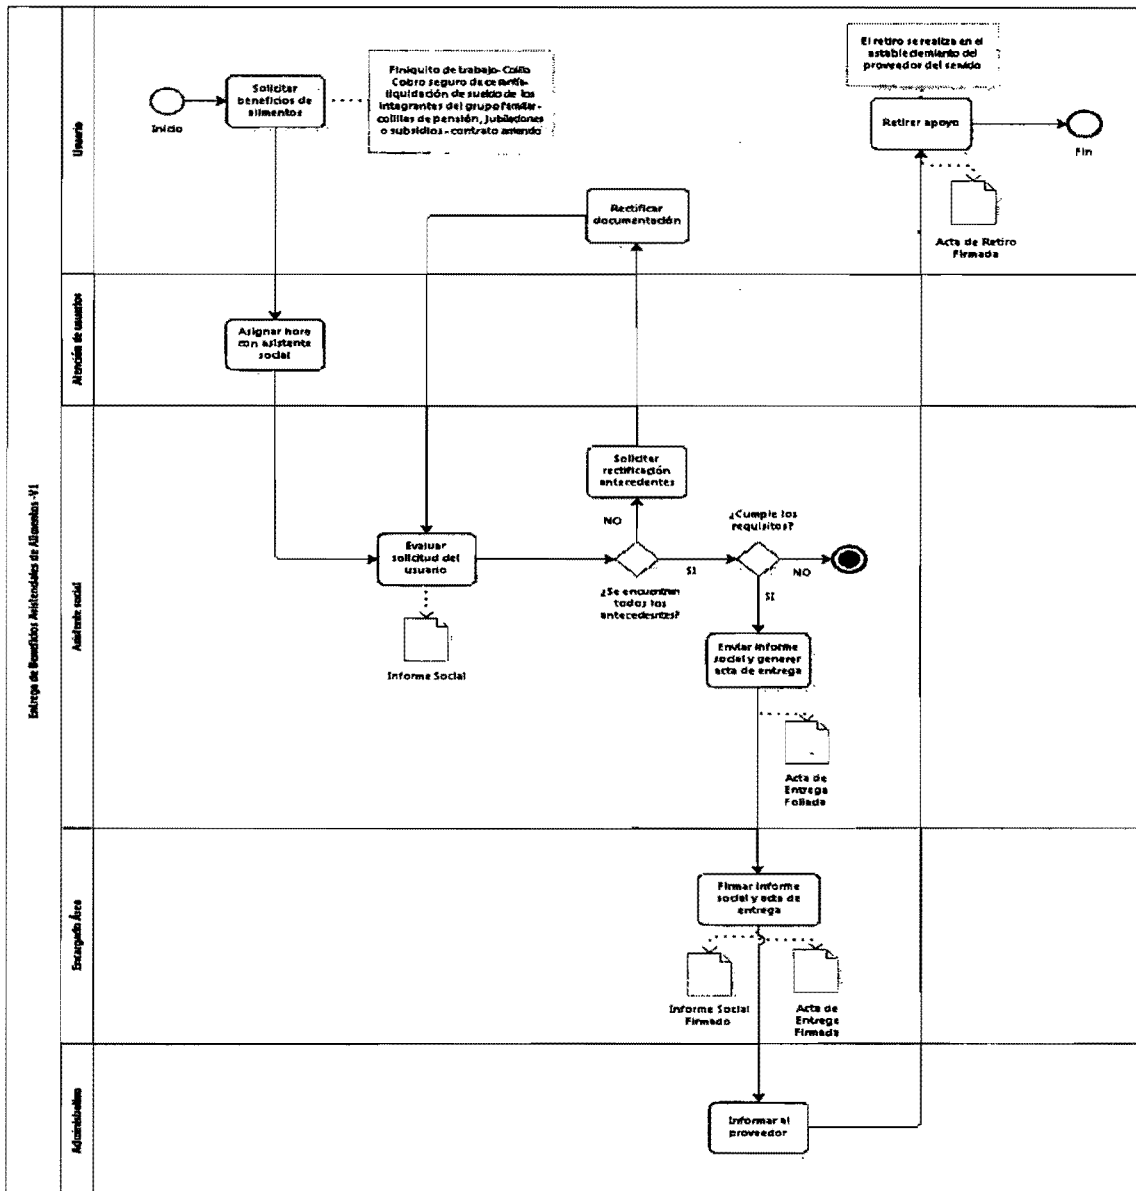 Entrega de Beneficios Asistenciales de Alimentos -V1
Usuario
Inicio
Solicitar
beneficios de
alimentos
Finiquito de trabajo- Colilla
Cobro seguro de cesantía-
liquidación de sueldo de los
integrantes del grupo familiar-
colillas de pensión, jubilaciones
o subsidios - contrato arriendo
El retiro se realiza en el
establecimiento del
proveedor del servicio
Retirar apoyo
Fin
Acta de Retiro
Firmada
Rectificar
documentación
Atención de usuarios
Asignar hora
con asistente
social
Asistente social
Solicitar
rectificación
antecedentes
NO
¿Cumple los
requisitos?
Evaluar
solicitud del
usuario
SI
NO
¿Se encuentran
todos los
antecedentes?
SI
Informe Social
Enviar informe
social y generar
acta de entrega
Acta de
Entrega
Foliada
Encargado Área
Firmar informe
social y acta de
entrega
Informe Social
Firmado
Acta de
Entrega
Firmada
Administrativo
Informar al
proveedor